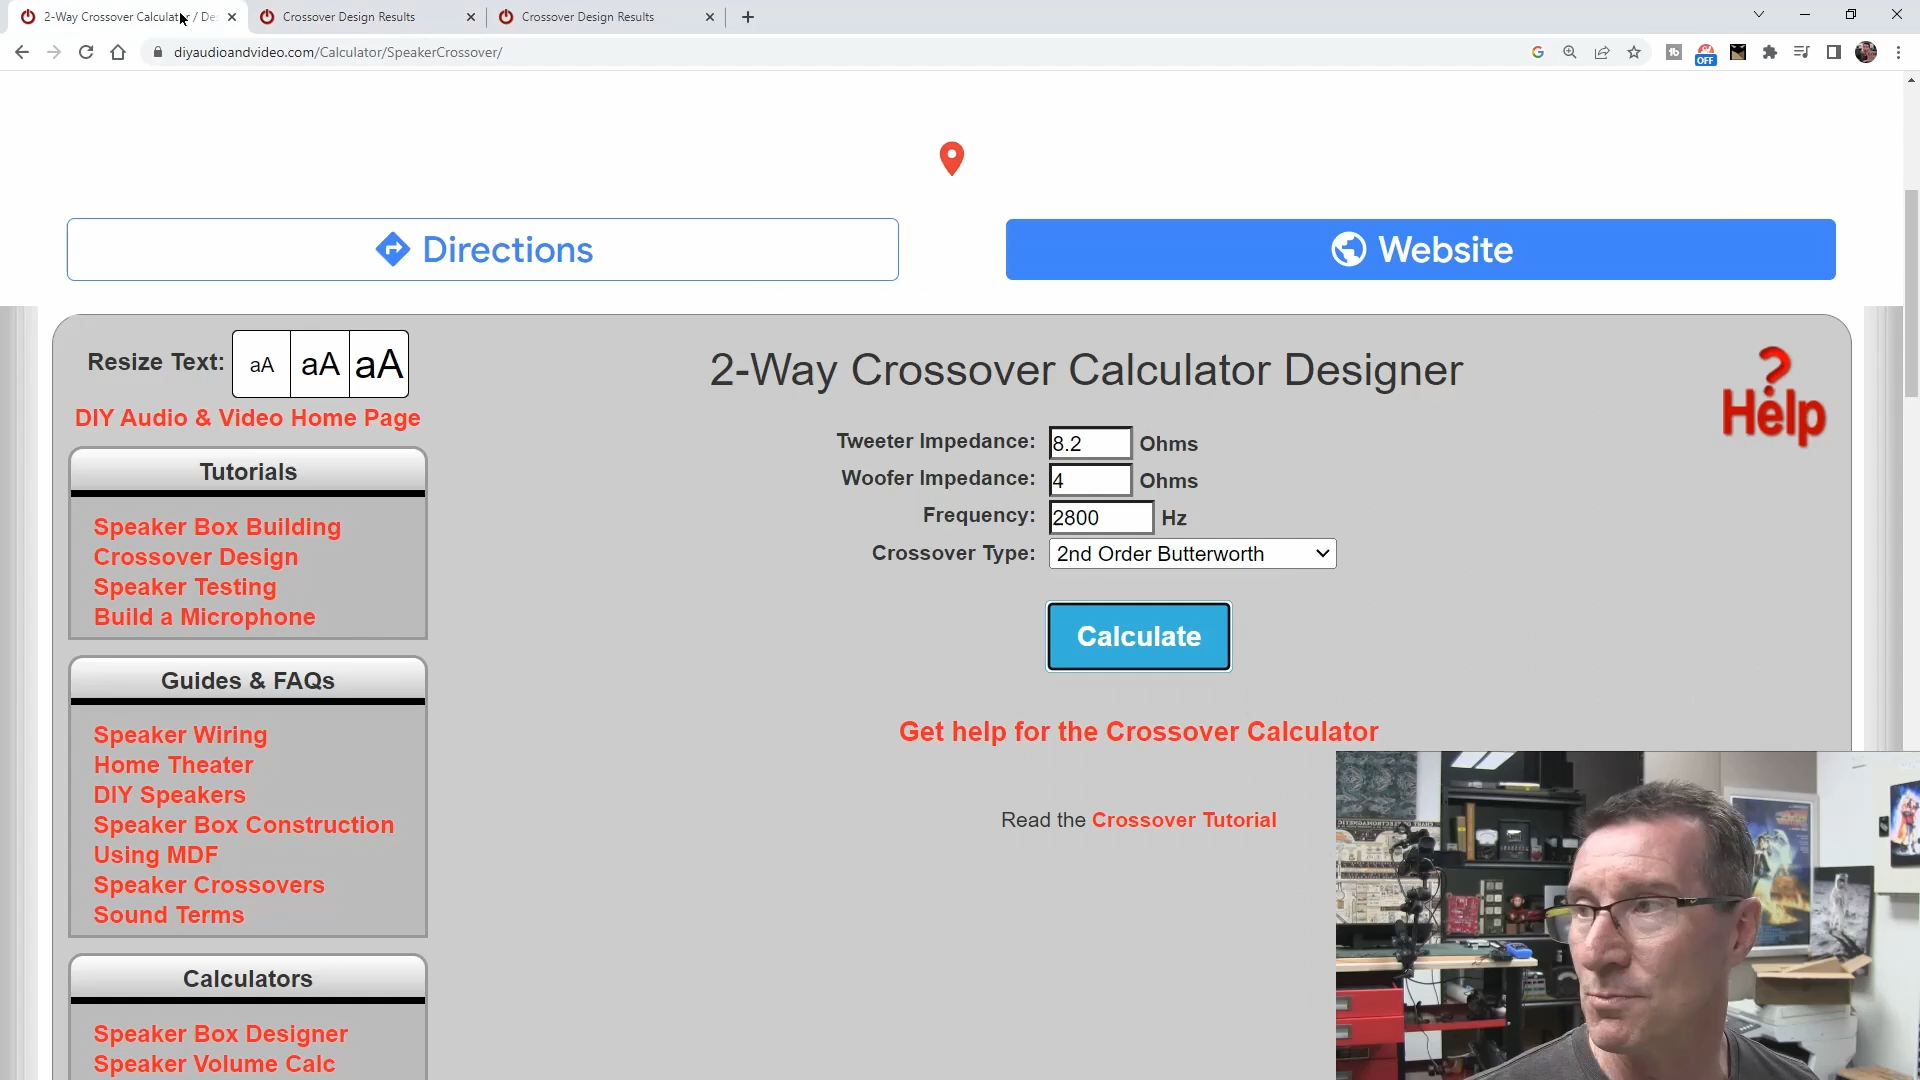 2-Way Crossover Calculator / De
Crossover Design Results
Crossover Design Results
diyaudioandvideo.com/Calculator/SpeakerCrossover/
OFF
Directions
Website
Resize Text: aA aA aA
DIY Audio & Video Home Page
Tutorials
Speaker Box Building
Crossover Design
Speaker Testing
Build a Microphone
Guides & FAQs
Speaker Wiring
Home Theater
DIY Speakers
Speaker Box Construction
Using MDF
Speaker Crossovers
Sound Terms
Calculators
Speaker Box Designer
Speaker Volume Calc
2-Way Crossover Calculator Designer
? Help
Tweeter Impedance: 8.2 Ohms
Woofer Impedance: 4 Ohms
Frequency: 2800 Hz
Crossover Type: 2nd Order Butterworth
Calculate
Get help for the Crossover Calculator
Read the Crossover Tutorial